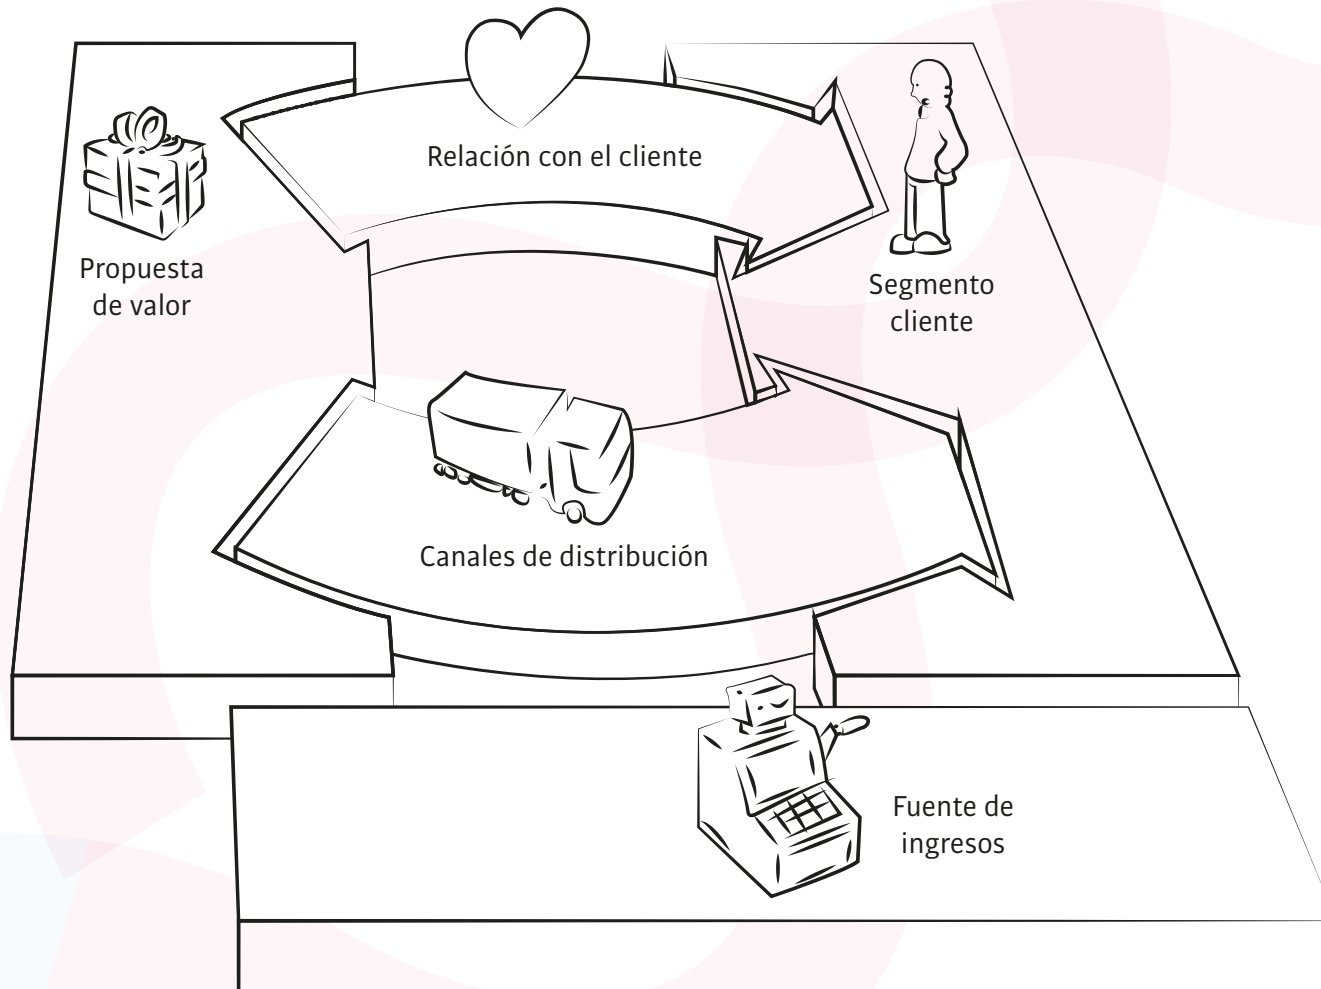 Relación con el cliente
Propuesta
de valor
Segmento
cliente
Canales de distribución
Fuente de
ingresos